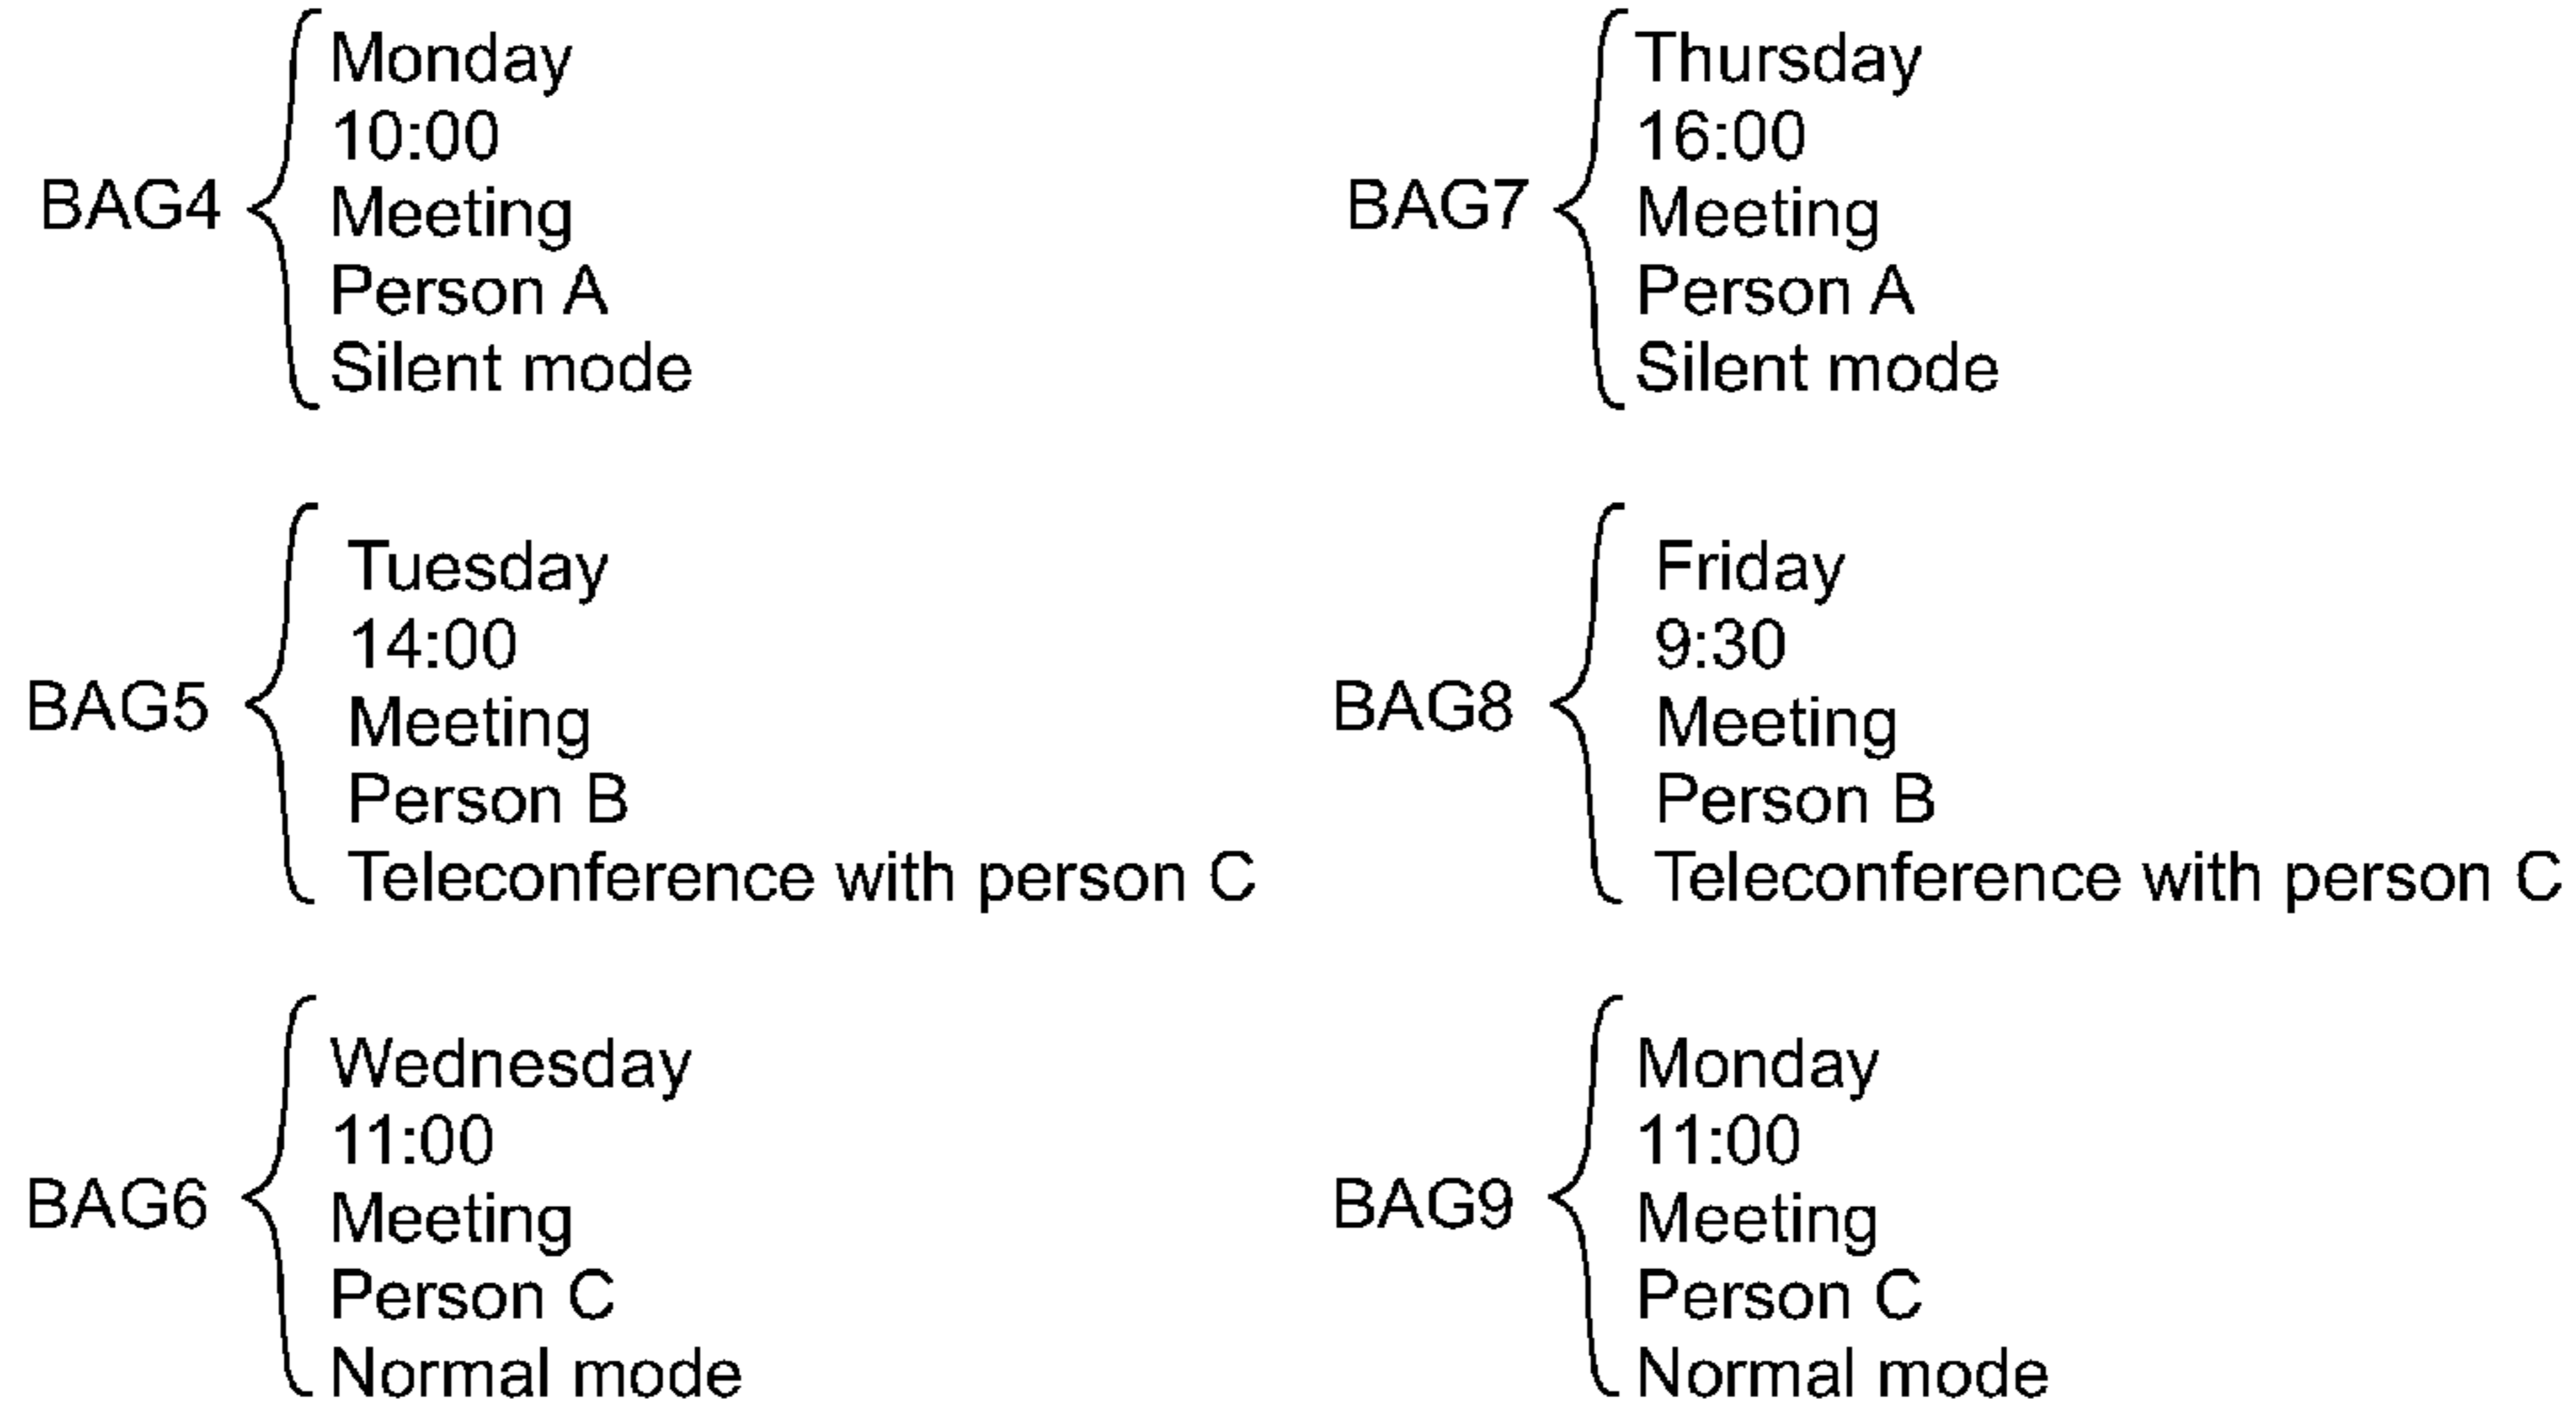 BAG4
Monday
10:00
Meeting
Person A
Silent mode
BAG5
Tuesday
14:00
Meeting
Person B
Teleconference with person C
BAG6
Wednesday
11:00
Meeting
Person C
Normal mode
BAG7
Thursday
16:00
Meeting
Person A
Silent mode
BAG8
Friday
9:30
Meeting
Person B
Teleconference with person C
BAG9
Monday
11:00
Meeting
Person C
Normal mode